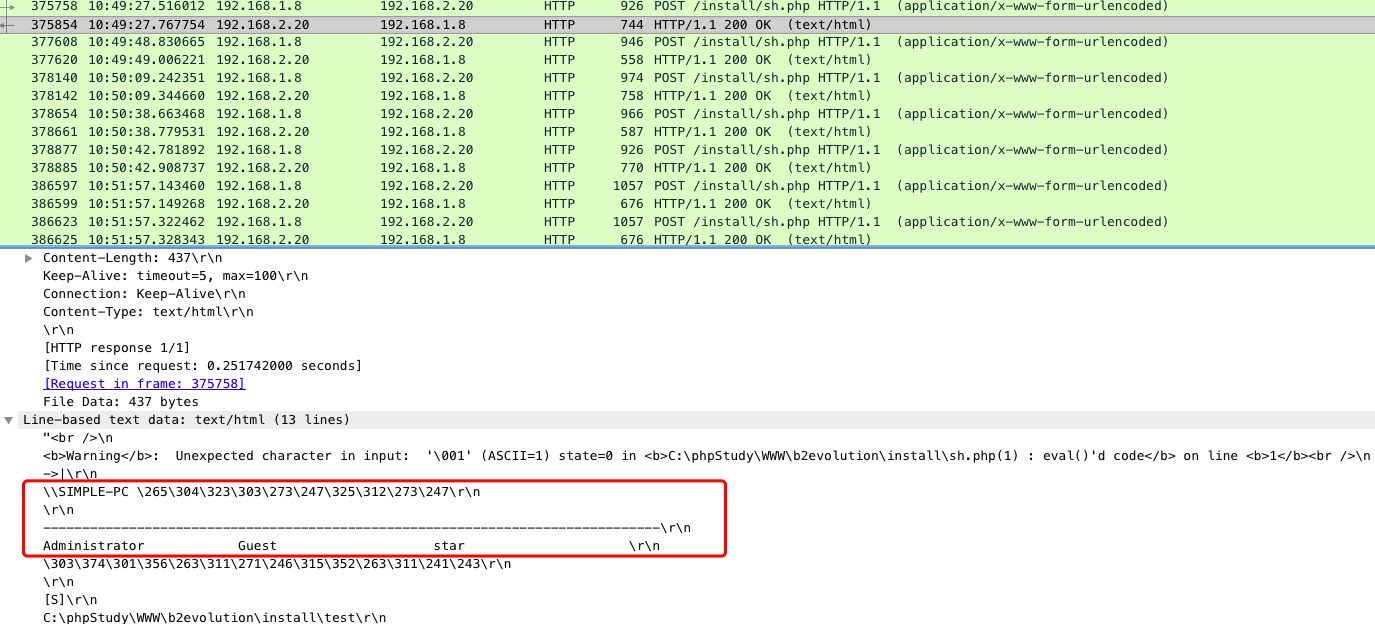 375758 10:49:27.516012 192.168.1.8 192.168.2.20 HTTP 926 POST /install/sh.php HTTP/1.1 (application/x-www-form-urlencoded)
375854 10:49:27.767754 192.168.2.20 192.168.1.8 HTTP 744 HTTP/1.1 200 OK (text/html)
377608 10:49:48.830665 192.168.1.8 192.168.2.20 HTTP 946 POST /install/sh.php HTTP/1.1 (application/x-www-form-urlencoded)
377620 10:49:49.006221 192.168.2.20 192.168.1.8 HTTP 558 HTTP/1.1 200 OK (text/html)
378140 10:50:09.242351 192.168.1.8 192.168.2.20 HTTP 974 POST /install/sh.php HTTP/1.1 (application/x-www-form-urlencoded)
378142 10:50:09.344660 192.168.2.20 192.168.1.8 HTTP 758 HTTP/1.1 200 OK (text/html)
378654 10:50:38.663468 192.168.1.8 192.168.2.20 HTTP 966 POST /install/sh.php HTTP/1.1 (application/x-www-form-urlencoded)
378661 10:50:38.779531 192.168.2.20 192.168.1.8 HTTP 587 HTTP/1.1 200 OK (text/html)
378877 10:50:42.781892 192.168.1.8 192.168.2.20 HTTP 926 POST /install/sh.php HTTP/1.1 (application/x-www-form-urlencoded)
378885 10:50:42.908737 192.168.2.20 192.168.1.8 HTTP 770 HTTP/1.1 200 OK (text/html)
386597 10:51:57.143460 192.168.1.8 192.168.2.20 HTTP 1057 POST /install/sh.php HTTP/1.1 (application/x-www-form-urlencoded)
386599 10:51:57.149268 192.168.2.20 192.168.1.8 HTTP 676 HTTP/1.1 200 OK (text/html)
386623 10:51:57.322462 192.168.1.8 192.168.2.20 HTTP 1057 POST /install/sh.php HTTP/1.1 (application/x-www-form-urlencoded)
386625 10:51:57.328343 192.168.2.20 192.168.1.8 HTTP 676 HTTP/1.1 200 OK (text/html)
Content-Length: 437\r\n
Keep-Alive: timeout=5, max=100\r\n
Connection: Keep-Alive\r\n
Content-Type: text/html\r\n
\r\n
[HTTP response 1/1]
[Time since request: 0.251742000 seconds]
[Request in frame: 375758]
File Data: 437 bytes
Line-based text data: text/html (13 lines)
"<br />\n
<b>Warning</b>:  Unexpected character in input:  '\001' (ASCII=1) state=0 in <b>C:\phpStudy\WWW\b2evolution\install\sh.php(1) : eval()'d code</b> on line <b>1</b><br />\n
->|\r\n
\\SIMPLE-PC \265\304\323\303\273\247\325\312\273\247\r\n
\r\n
-------------------------------------------------------------------------------\r\n
Administrator            Guest                    star                     \r\n
\303\374\301\356\263\311\271\246\315\352\263\311\241\243\r\n
\r\n
[S]\r\n
C:\phpStudy\WWW\b2evolution\install\test\r\n